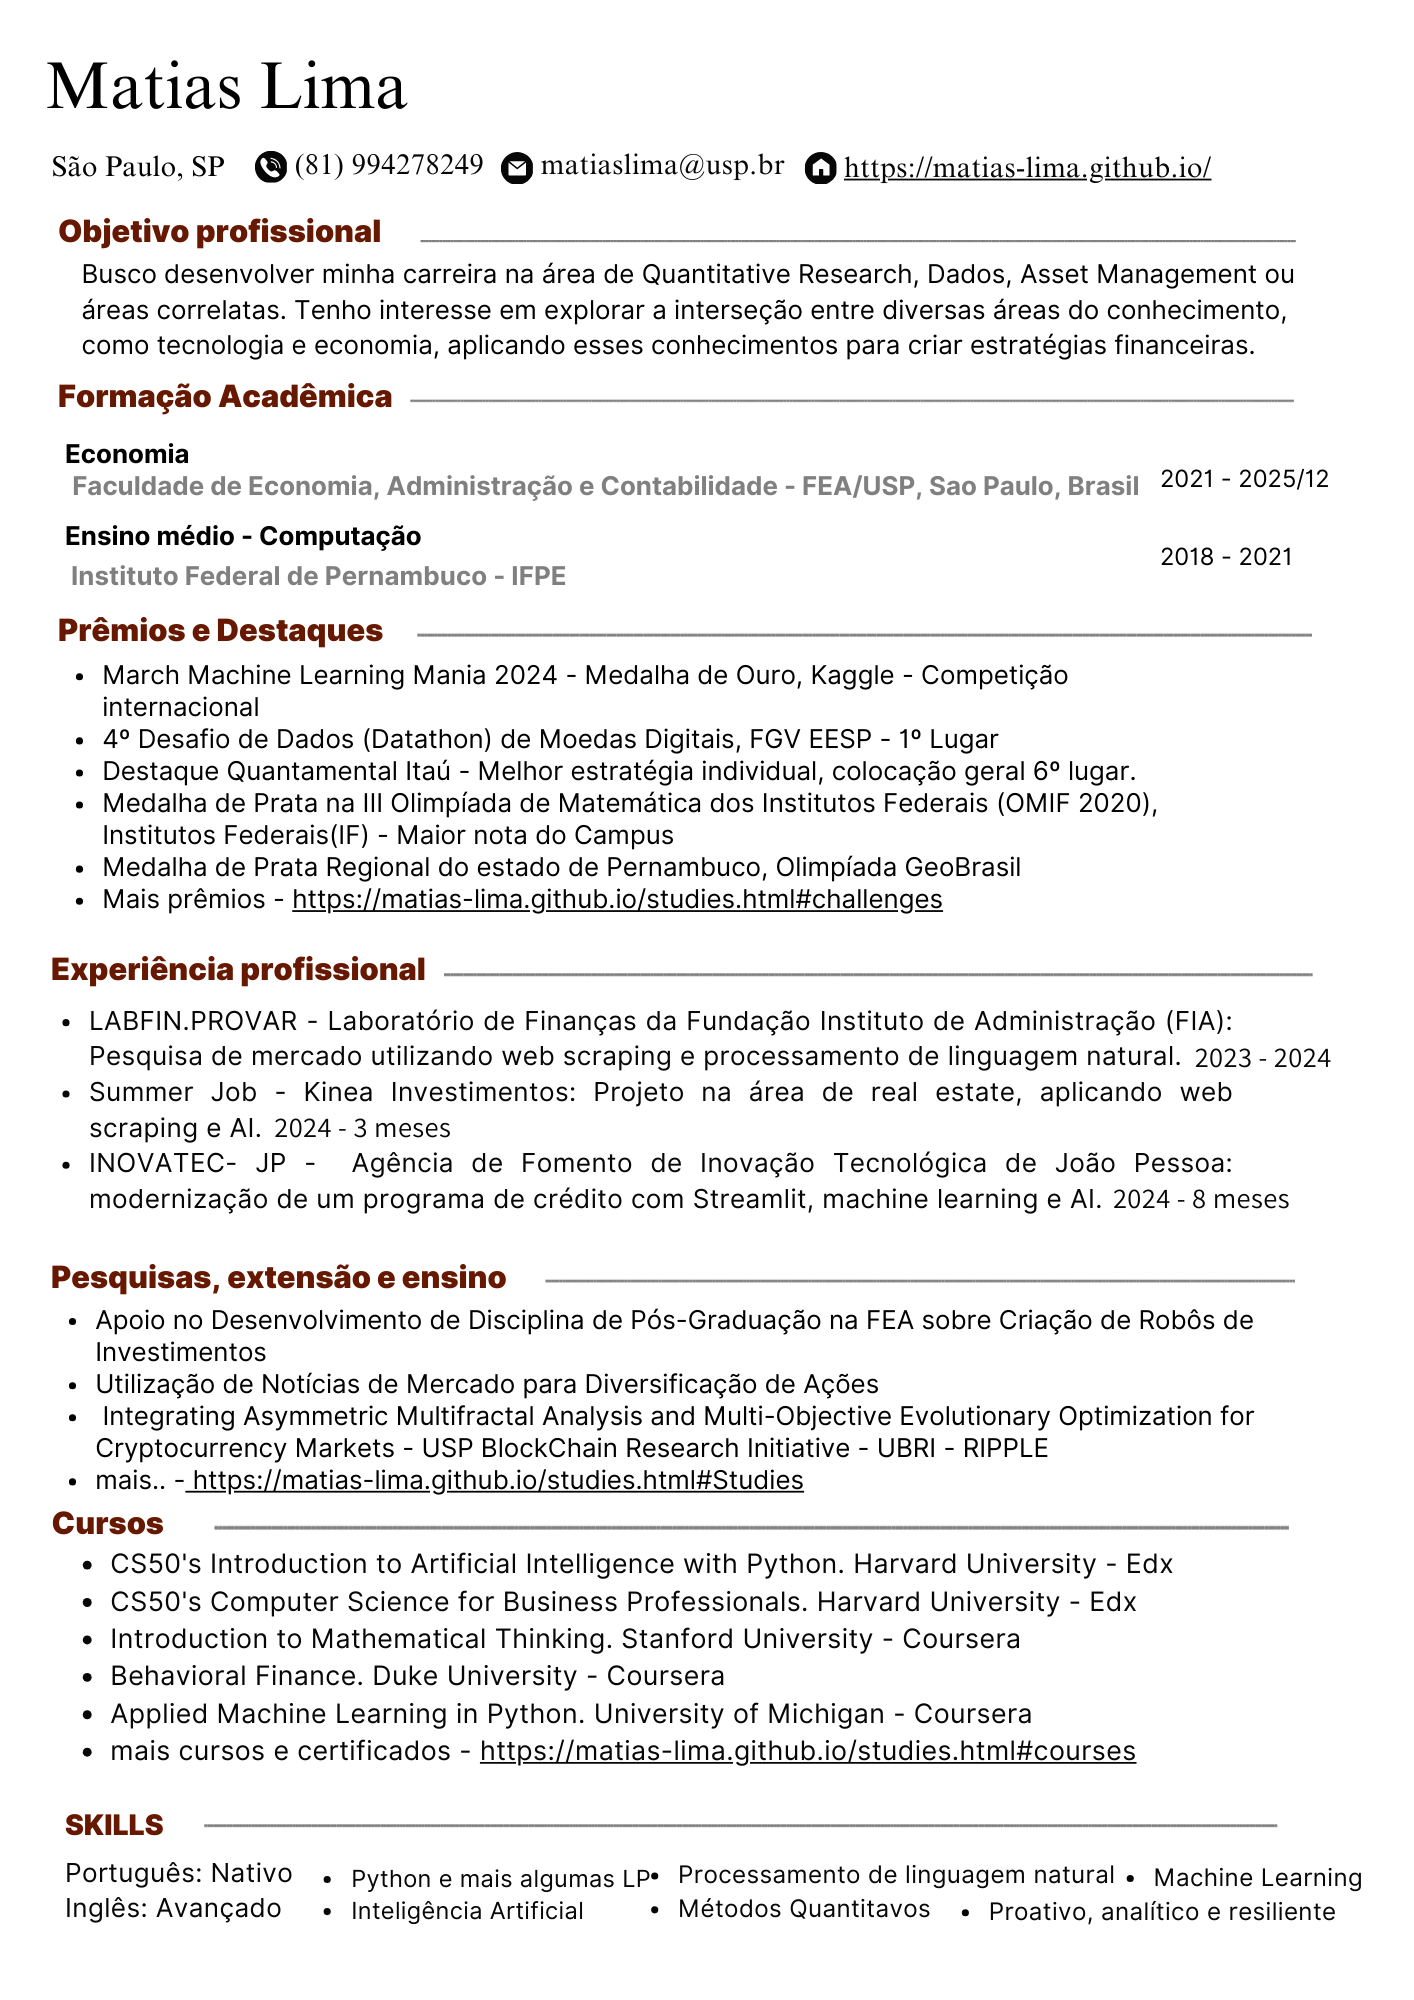 Matias Lima
São Paulo, SP (81) 994278249 matiaslima@usp.br https://matias-lima.github.io/
Objetivo profissional
Busco desenvolver minha carreira na área de Quantitative Research, Dados, Asset Management ou
áreas correlatas. Tenho interesse em explorar a interseção entre diversas áreas do conhecimento,
como tecnologia e economia, aplicando esses conhecimentos para criar estratégias financeiras.
Formação Acadêmica
Economia
Faculdade de Economia, Administração e Contabilidade - FEA/USP, Sao Paulo, Brasil 2021 - 2025/12
Ensino médio - Computação
Instituto Federal de Pernambuco - IFPE 2018 - 2021
Prêmios e Destaques
• March Machine Learning Mania 2024 - Medalha de Ouro, Kaggle - Competição
internacional
• 4º Desafio de Dados (Datathon) de Moedas Digitais, FGV EESP - 1º Lugar
• Destaque Quantamental Itaú - Melhor estratégia individual, colocação geral 6º lugar.
• Medalha de Prata na III Olimpíada de Matemática dos Institutos Federais (OMIF 2020),
Institutos Federais(IF) - Maior nota do Campus
• Medalha de Prata Regional do estado de Pernambuco, Olimpíada GeoBrasil
• Mais prêmios - https://matias-lima.github.io/studies.html#challenges
Experiência profissional
• LABFIN.PROVAR - Laboratório de Finanças da Fundação Instituto de Administração (FIA):
Pesquisa de mercado utilizando web scraping e processamento de linguagem natural. 2023 - 2024
• Summer Job - Kinea Investimentos: Projeto na área de real estate, aplicando web
scraping e AI. 2024 - 3 meses
• INOVATEC- JP - Agência de Fomento de Inovação Tecnológica de João Pessoa:
modernização de um programa de crédito com Streamlit, machine learning e AI. 2024 - 8 meses
Pesquisas, extensão e ensino
• Apoio no Desenvolvimento de Disciplina de Pós-Graduação na FEA sobre Criação de Robôs de
Investimentos
• Utilização de Notícias de Mercado para Diversificação de Ações
• Integrating Asymmetric Multifractal Analysis and Multi-Objective Evolutionary Optimization for
Cryptocurrency Markets - USP BlockChain Research Initiative - UBRI - RIPPLE
• mais.. - https://matias-lima.github.io/studies.html#Studies
Cursos
• CS50's Introduction to Artificial Intelligence with Python. Harvard University - Edx
• CS50's Computer Science for Business Professionals. Harvard University - Edx
• Introduction to Mathematical Thinking. Stanford University - Coursera
• Behavioral Finance. Duke University - Coursera
• Applied Machine Learning in Python. University of Michigan - Coursera
• mais cursos e certificados - https://matias-lima.github.io/studies.html#courses
SKILLS
Português: Nativo • Python e mais algumas LP • Processamento de linguagem natural • Machine Learning
Inglês: Avançado • Inteligência Artificial • Métodos Quantitavos • Proativo, analítico e resiliente